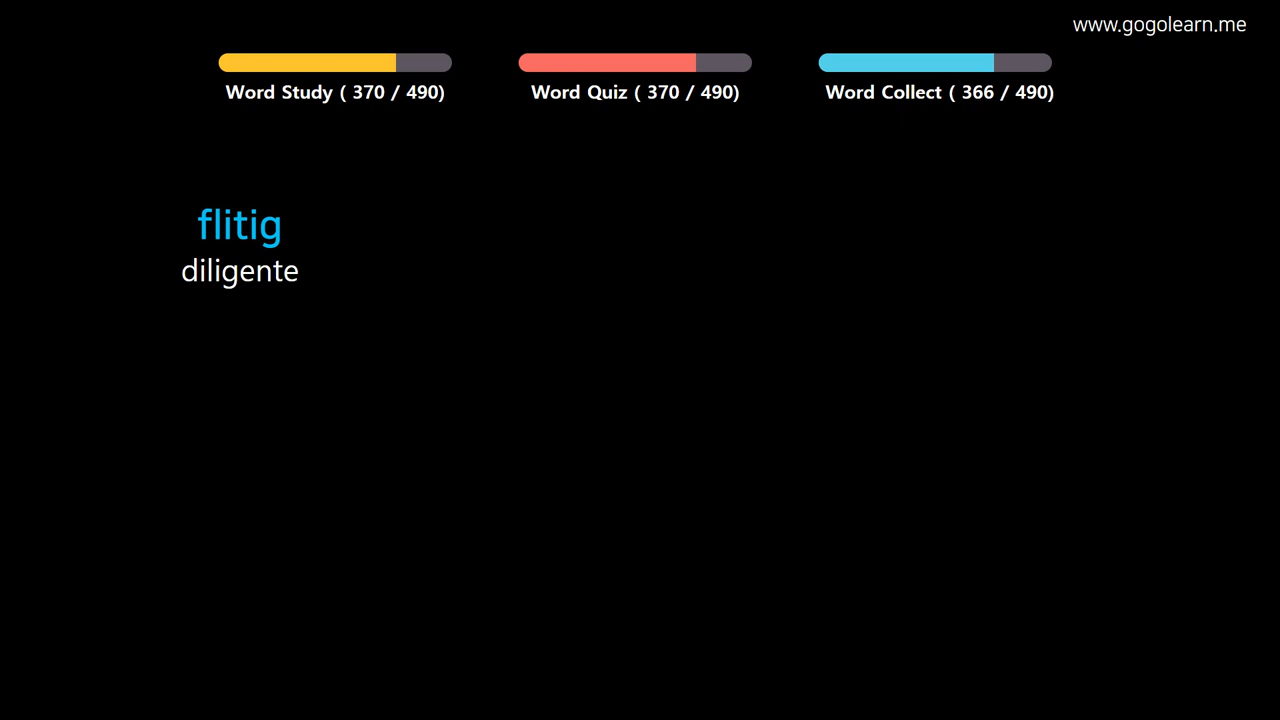 www.gogolearn.me
Word Study ( 370 / 490)
Word Quiz ( 370 / 490)
Word Collect ( 366 / 490)
flitig
diligente